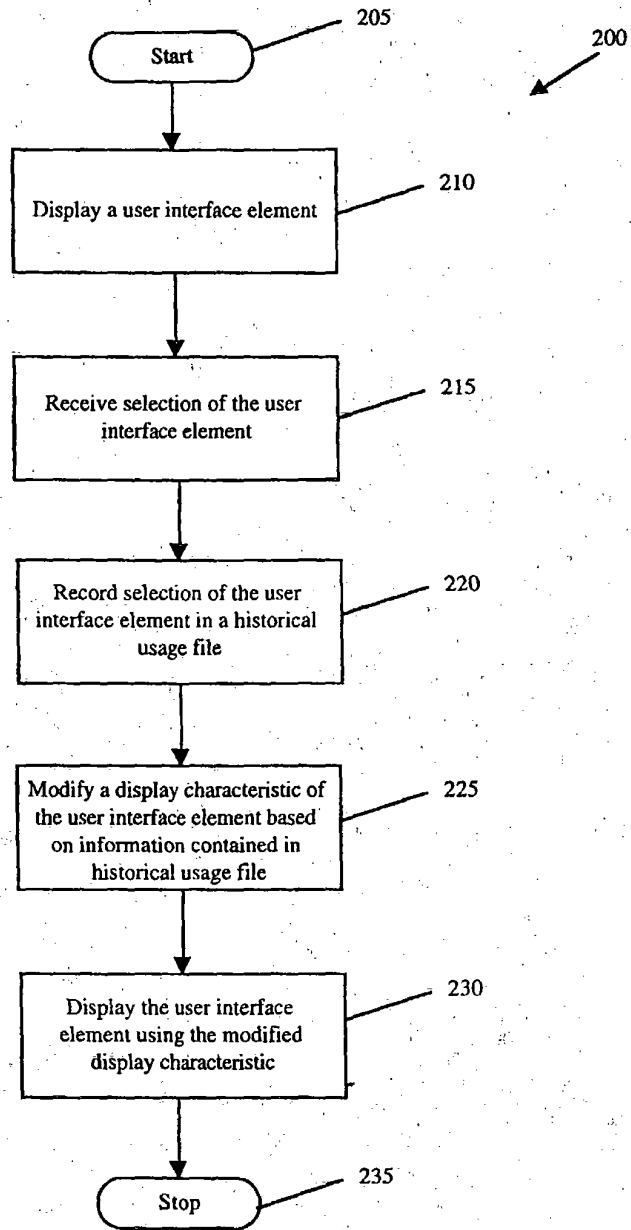 205
Start
200
210
Display a user interface element
215
Receive selection of the user
interface element
220
Record selection of the user
interface element in a historical
usage file
Modify a display characteristic of
225
the user interface element based
on information contained in
historical usage file
230
Display the user interface
element using the modified
display characteristic
235
Stop